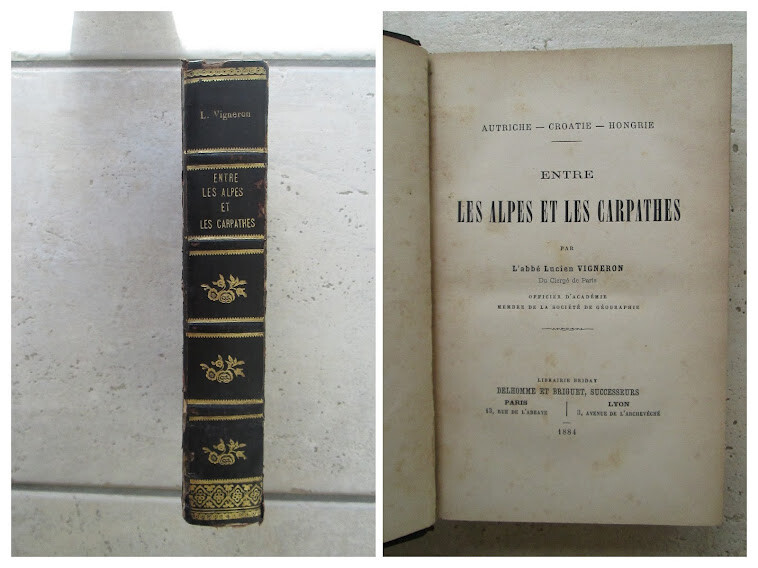 L. Vigneron
ENTRE
LES ALPES
ET
LES CARPATHES
AUTRICHE — CROATIE — HONGRIE
ENTRE
LES ALPES ET LES CARPATHES
PAR
L'abbé Lucien VIGNERON
Du Clergé de Paris
OFFICIER D'ACADÉMIE
MEMBRE DE LA SOCIÉTÉ DE GÉOGRAPHIE
LIBRAIRIE BRIDAY
DELHOMME ET BRIGUET, SUCCESSEURS
PARIS
13, RUE DE L'ABBAYE
LYON
3, AVENUE DE L'ARCHEVÊCHÉ
1884